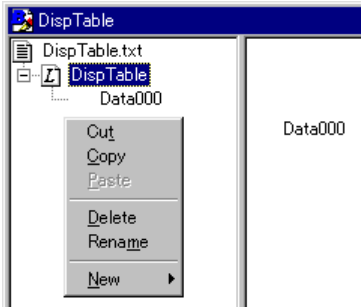 DispTable
DispTable.txt
L DispTable
Data000
Data000
Cut
Copy
Paste
Delete
Rename
New